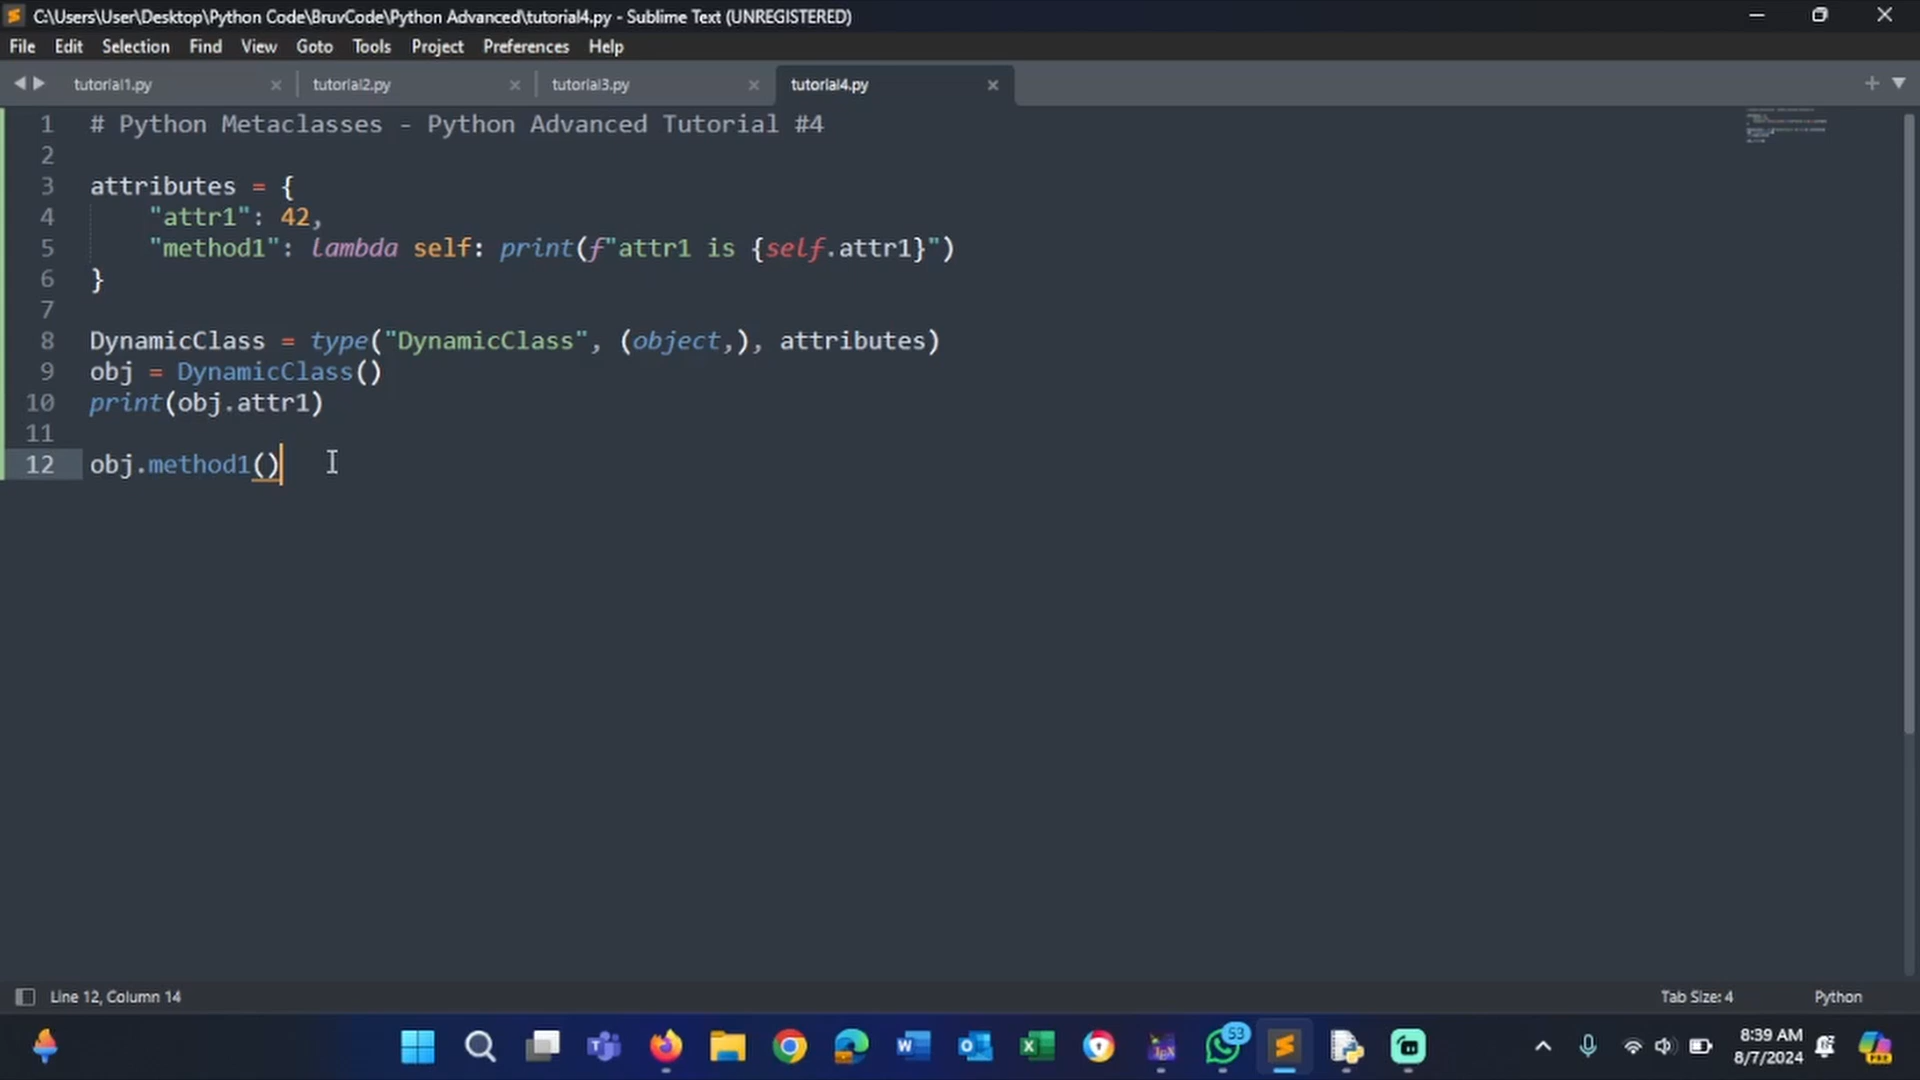 C:\Users\User\Desktop\Python Code\BruvCode\Python Advanced\tutorial4.py - Sublime Text (UNREGISTERED)
File Edit Selection Find View Goto Tools Project Preferences Help
tutorial1.py tutorial2.py tutorial3.py tutorial4.py
1 # Python Metaclasses - Python Advanced Tutorial #4
2
3 attributes = {
4 "attr1": 42,
5 "method1": lambda self: print(f"attr1 is {self.attr1}")
6 }
7
8 DynamicClass = type("DynamicClass", (object,), attributes)
9 obj = DynamicClass()
10 print(obj.attr1)
11
12 obj.method1()
Line 12, Column 14 Tab Size: 4 Python
53
8:39 AM
8/7/2024